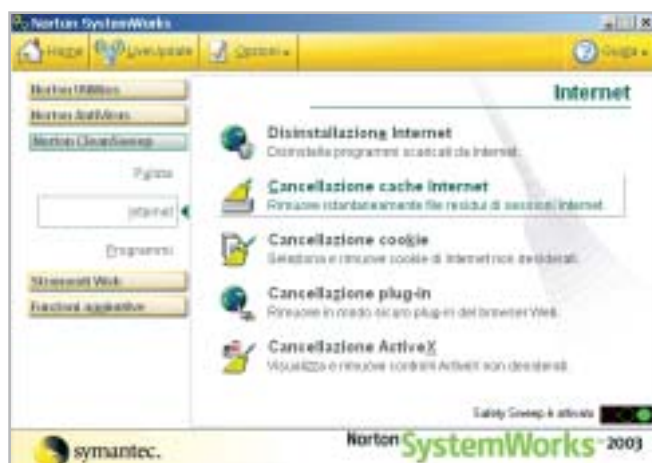 Norton SystemWorks
Home LiveUpdate Opzioni Guida
Internet
Norton Utilities
Norton AntiVirus
Norton CleanSweep
Pulizia
Internet
Programmi
Strumenti Web
Funzioni aggiuntive
Disinstallazione Internet
Disinstalla programmi scaricati da Internet.
Cancellazione cache Internet
Rimuove istantaneamente file residui di sessioni Internet.
Cancellazione cookie
Seleziona e rimuove cookie di Internet non desiderati.
Cancellazione plug-in
Rimuove in modo sicuro plug-in del browser Web.
Cancellazione ActiveX
Visualizza e rimuove controlli ActiveX non desiderati.
Safety Sweep è attivato
symantec.
Norton SystemWorks 2003